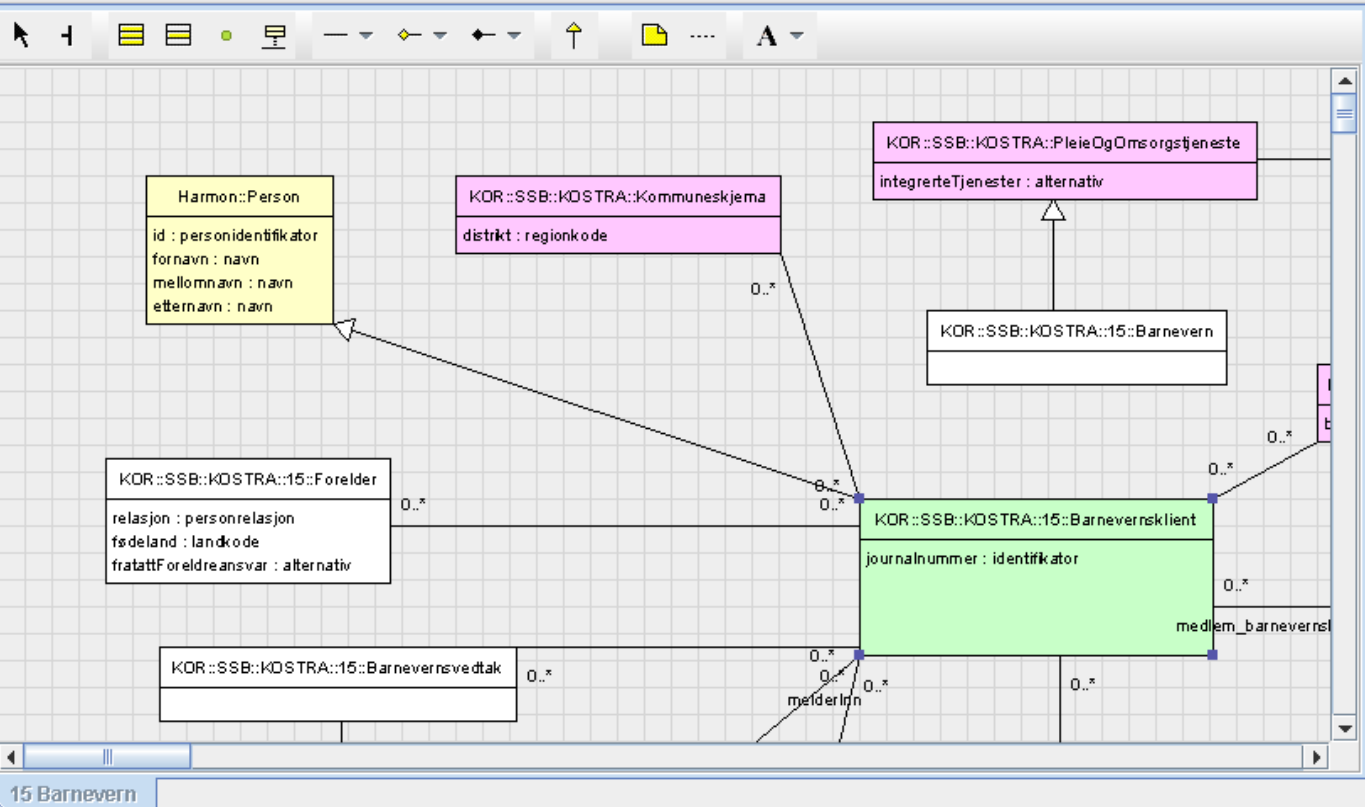 A
KOR::SSB::KOSTRA::PleieOgOmsorgstjeneste
integrerteTjenester : alternativ
Harmon::Person
id : personidentifikator
fornavn : navn
mellomnavn : navn
etternavn : navn
KOR::SSB::KOSTRA::Kommuneskjema
distrikt : regionkode
0..*
KOR::SSB::KOSTRA::15::Barnevern
0..*
0..*
KOR::SSB::KOSTRA::15::Forelder
relasjon : personrelasjon
fødeland : landkode
fratattForeldreansvar : alternativ
0..*
0..*
0..*
KOR::SSB::KOSTRA::15::Barnevernsklient
journalnummer : identifikator
0..*
medlem_barnevernsl
KOR::SSB::KOSTRA::15::Barnevernsvedtak
0..*
0..*
0..*
0..*
melderInn
0..*
15 Barnevern